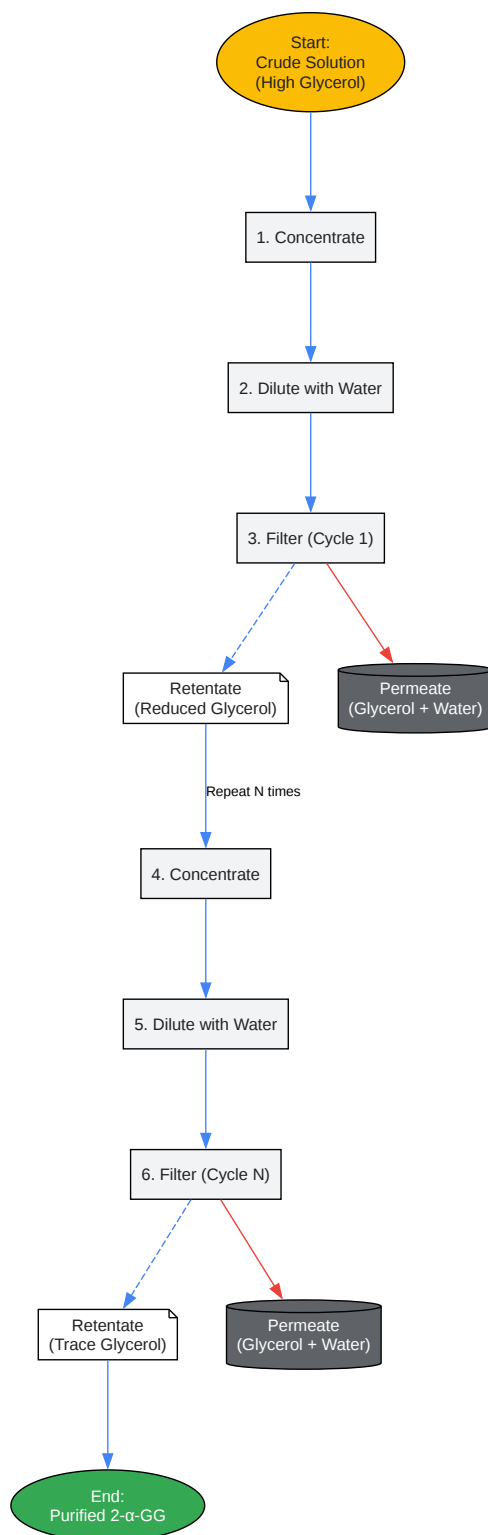 Start:
Crude Solution
(High Glycerol)
1. Concentrate
2. Dilute with Water
3. Filter (Cycle 1)
Retentate
(Reduced Glycerol)
Permeate
(Glycerol + Water)
Repeat N times
4. Concentrate
5. Dilute with Water
6. Filter (Cycle N)
Retentate
(Trace Glycerol)
Permeate
(Glycerol + Water)
End:
Purified 2-α-GG